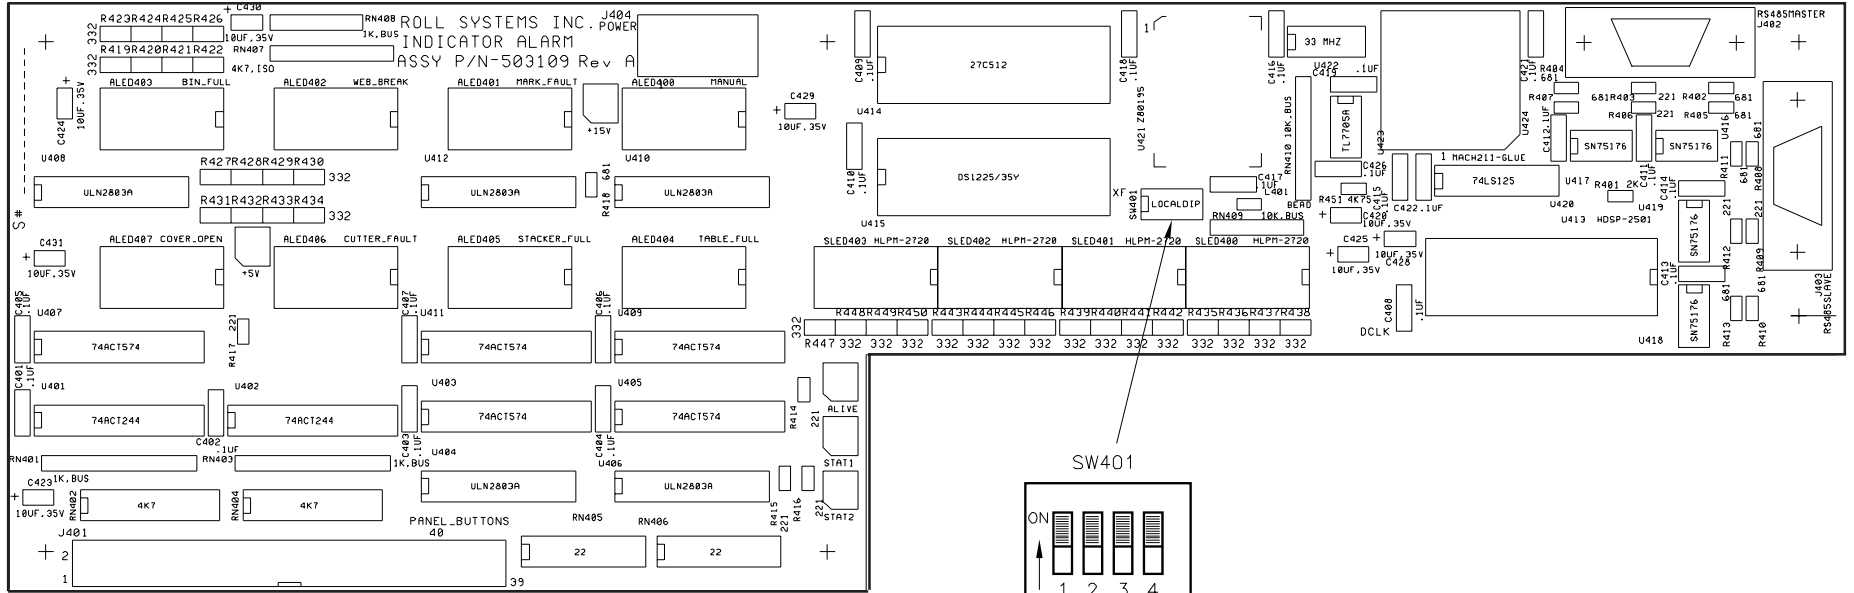 ROLL SYSTEMS INC.
INDICATOR ALARM
ASSY P/N-503109 Rev A
R423R424R425R426
332
R419R420R421R422
332
C430
10UF,35V
RN408
1K,BUS
RN407
4K7,ISO
J404
POWER
ALED403 BIN_FULL
ALED402 WEB_BREAK
ALED401 MARK_FAULT
ALED400 MANUAL
+15V
C424
10UF,35V
C429
10UF,35V
U408
ULN2803A
U412
ULN2803A
U410
ULN2803A
R427R428R429R430
332
R431R432R433R434
332
R418 681
S#
C431
10UF,35V
ALED407 COVER_OPEN
ALED406 CUTTER_FAULT
ALED405 STACKER_FULL
ALED404 TABLE_FULL
+5V
C405 .1UF
U407
74ACT574
R417 221
C407 .1UF
U411
74ACT574
C406 .1UF
U409
74ACT574
C401 .1UF
U401
74ACT244
C402 .1UF
U402
74ACT244
C403 .1UF
U403
74ACT574
C404 .1UF
U405
74ACT574
R414 221
ALIVE
STAT1
STAT2
RN401
1K,BUS
RN403
1K,BUS
U404
ULN2803A
U406
ULN2803A
R415 221
R416 221
C423
10UF,35V
RN402
4K7
RN404
4K7
RN405
22
RN406
22
J401
PANEL_BUTTONS
2
1
40
39
C409 .1UF
27C512
U414
C410 .1UF
DS1225/35Y
U415
C418 .1UF
1
U421 Z80195
C416 .1UF
33 MHZ
U422
C419 .1UF
RN410 10K,BUS
TL7705A
U423
C421 .1UF
U424
1 MACH211-GLUE
RS485MASTER
J402
R404
681
R407 681
R403 221
R402 681
R406 221
R405 681
C412 .1UF
SN75176
U416
SN75176
C411 .1UF
R411 681
R408 681
J403
RS485SLAVE
C426
.1UF
74LS125
U417
U420
R401 2K
C414 .1UF
U419
U413 HDSP-2501
C417
.1UF
L401
BEAD
XF
SW401
LOCALDIP
RN409 10K,BUS
R451 4K75
C415 .1UF
C420
10UF,35V
C422 .1UF
C425
10UF,35V
C428
10UF,35V
SN75176
R412 221
R409 221
C413 .1UF
SN75176
R413 681
R410 681
C408 .1UF
DCLK
U418
SLED403 HLPM-2720
SLED402 HLPM-2720
SLED401 HLPM-2720
SLED400 HLPM-2720
R448R449R450
R443R444R445R446
R439R440R441R442
R435R436R437R438
332
R447 332 332 332 332 332 332 332 332 332 332 332 332 332 332 332
SW401
ON
1 2 3 4